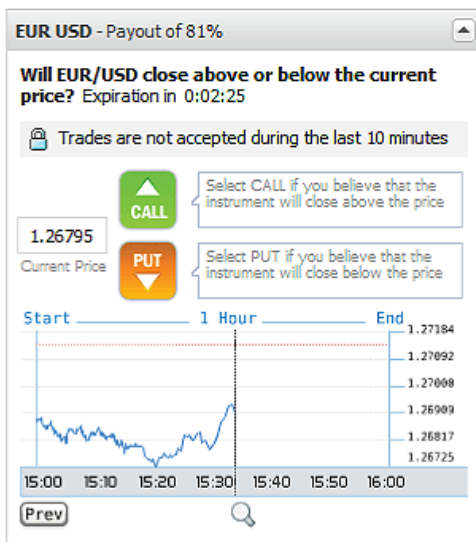 EUR USD - Payout of 81%
Will EUR/USD close above or below the current
price? Expiration in 0:02:25
Trades are not accepted during the last 10 minutes
CALL
Select CALL if you believe that the
instrument will close above the price
1.26795
Current Price
PUT
Select PUT if you believe that the
instrument will close below the price
Start 1 Hour End
1.27184
1.27092
1.27000
1.26909
1.26817
1.26725
15:00 15:10 15:20 15:30 15:40 15:50 16:00
Prev